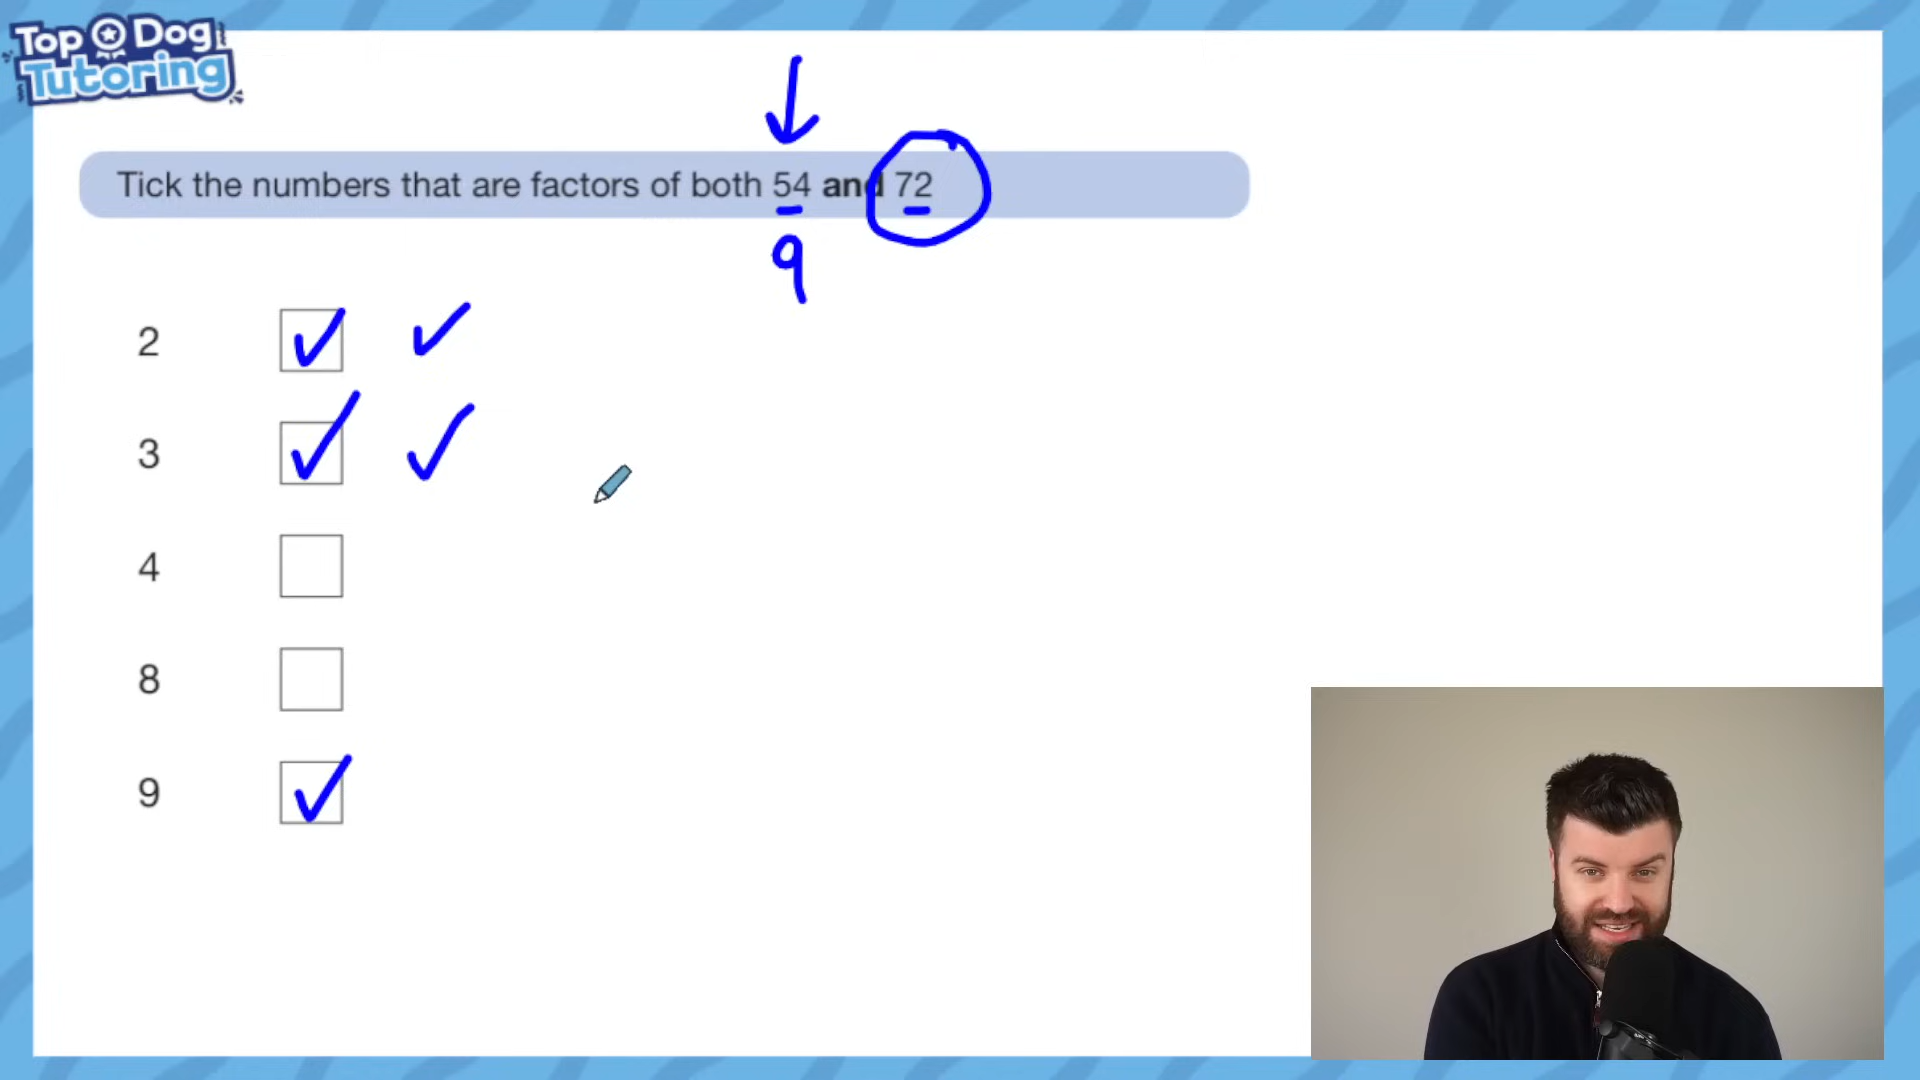 Top Dog
Tutoring
Tick the numbers that are factors of both 54 and 72
9
2
3
4
8
9